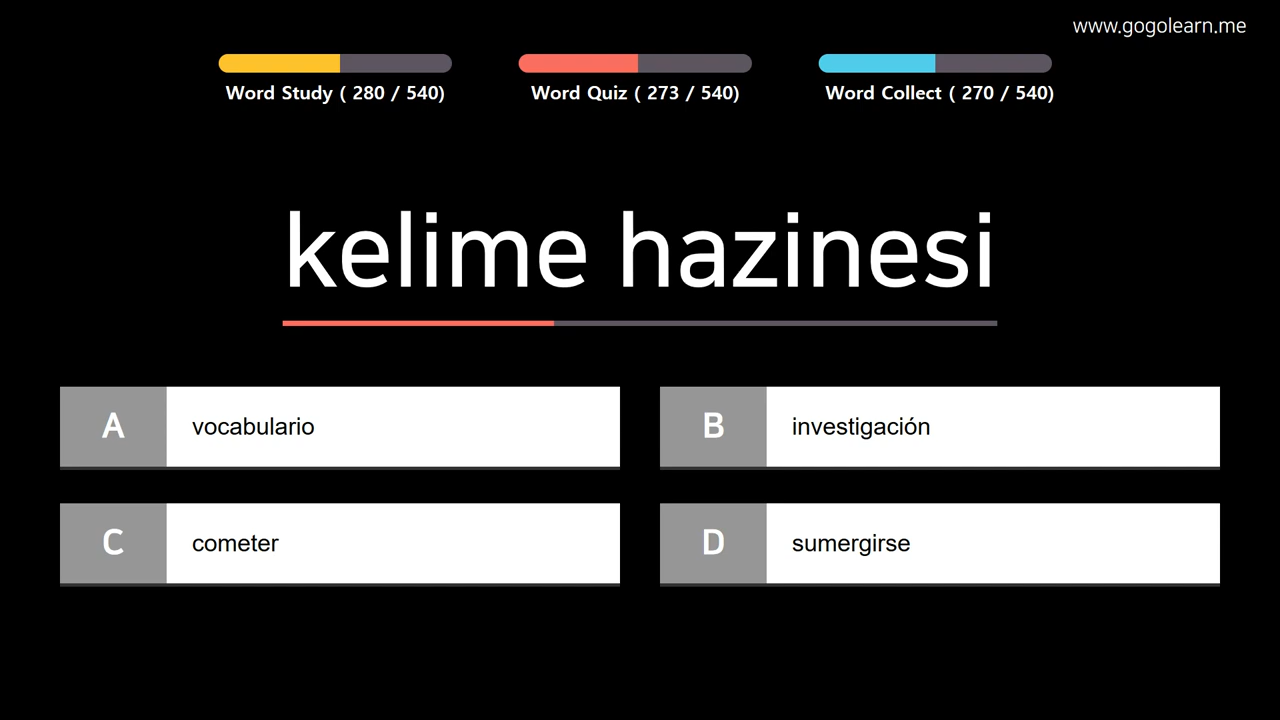 www.gogolearn.me
Word Study ( 280 / 540)
Word Quiz ( 273 / 540)
Word Collect ( 270 / 540)
kelime hazinesi
A vocabulario
B investigación
C cometer
D sumergirse